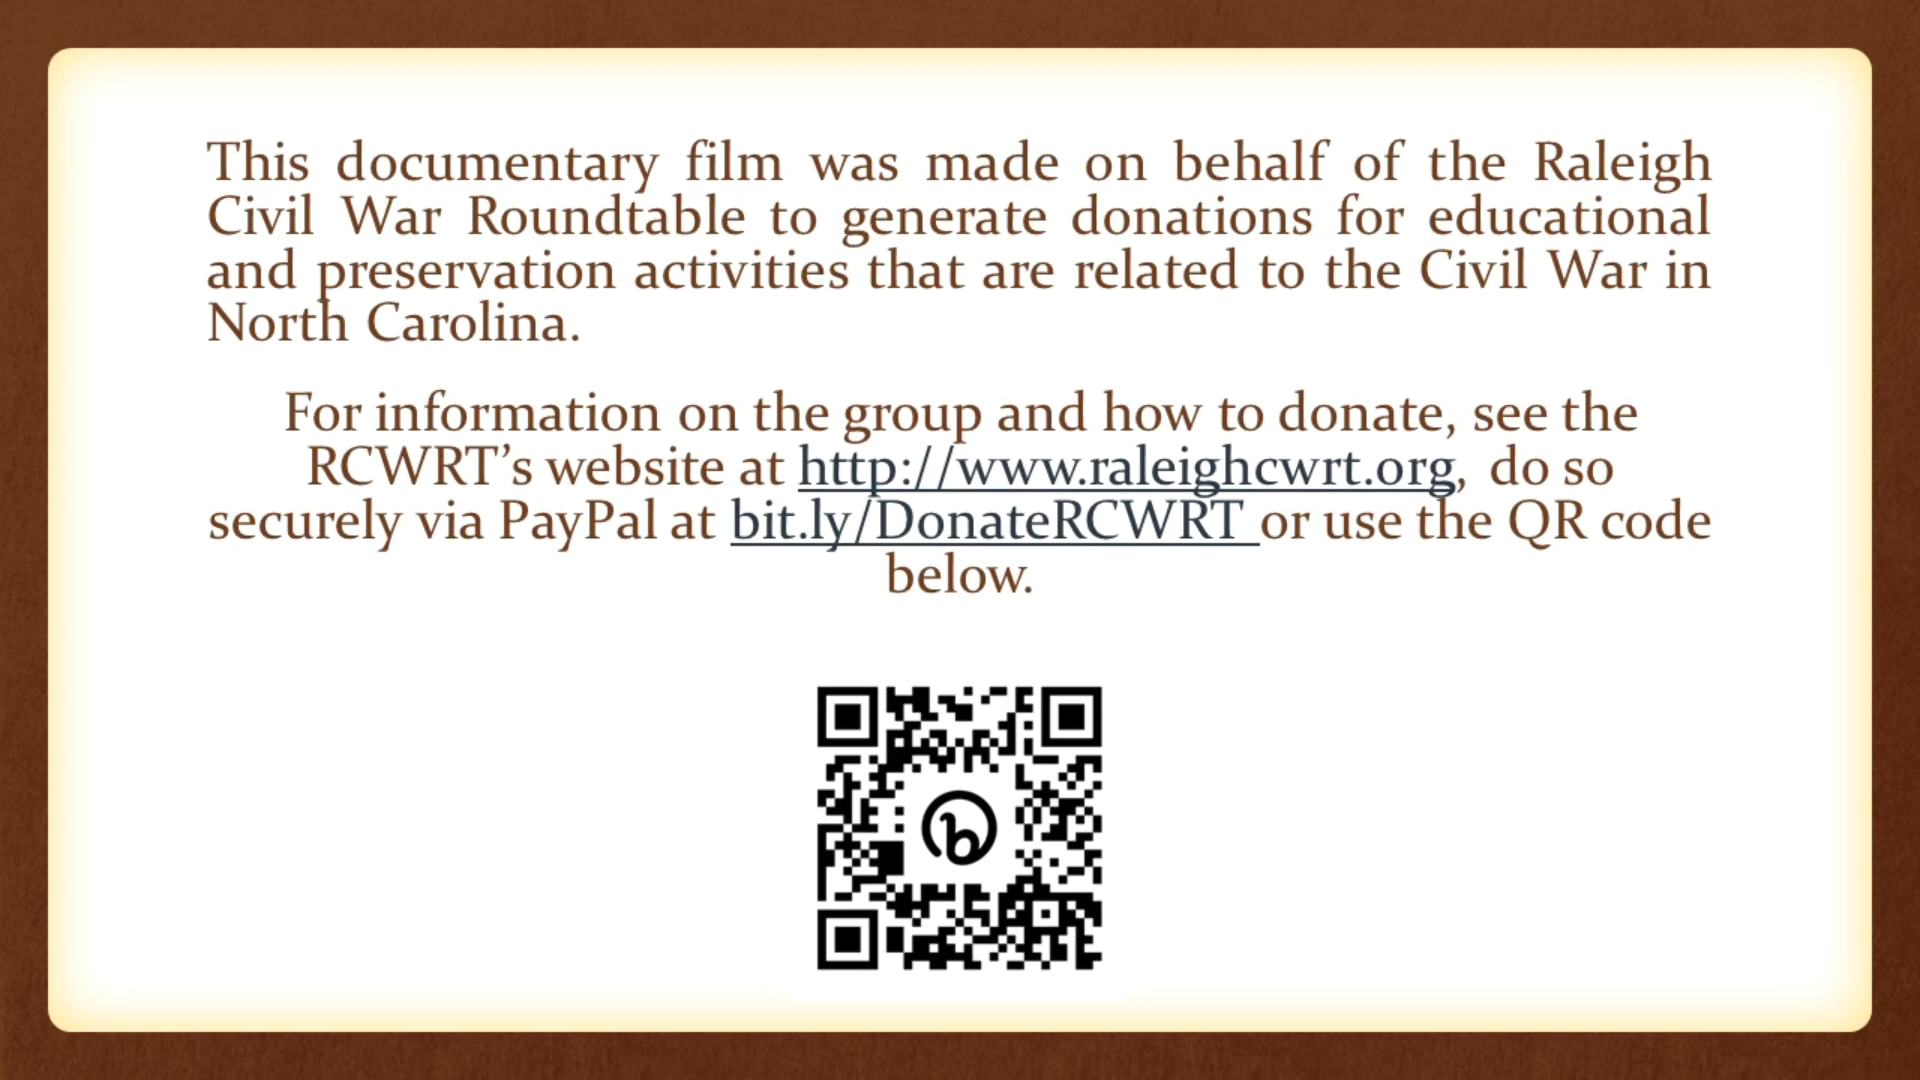 This documentary film was made on behalf of the Raleigh
Civil War Roundtable to generate donations for educational
and preservation activities that are related to the Civil War in
North Carolina.
For information on the group and how to donate, see the
RCWRT’s website at http://www.raleighcwrt.org, do so
securely via PayPal at bit.ly/DonateRCWRT or use the QR code
below.